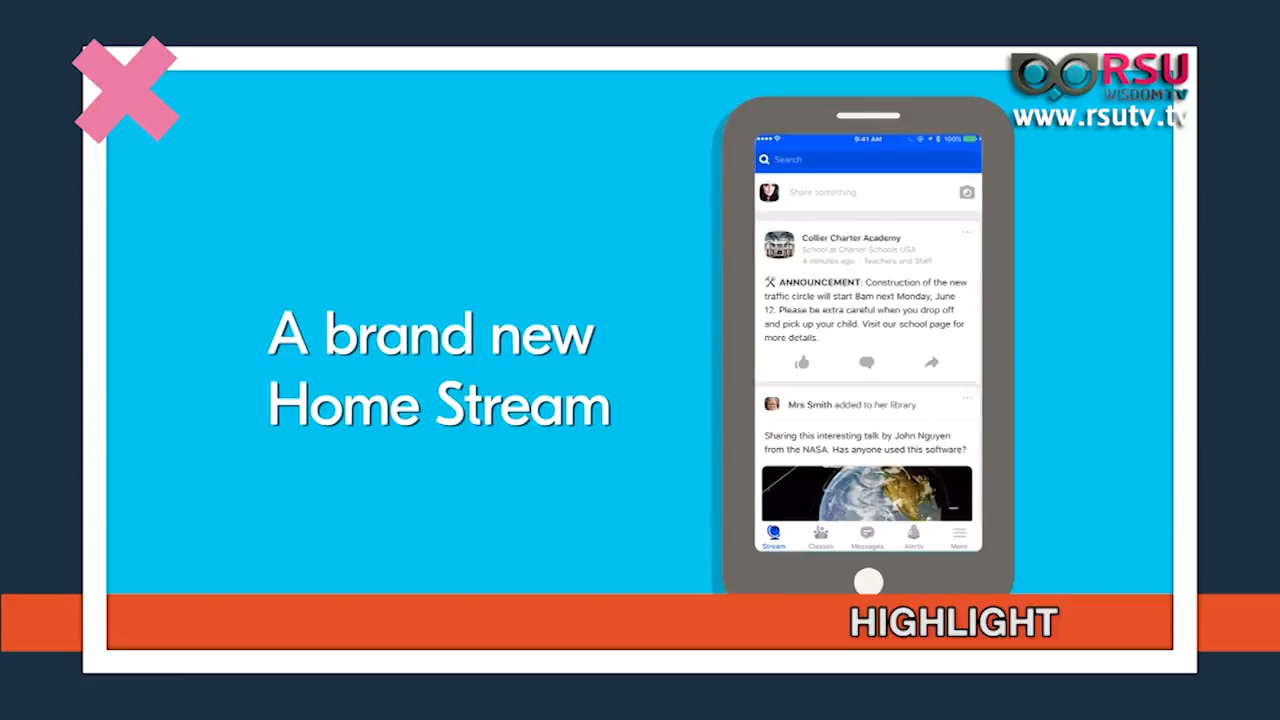 RSU
WISDOM TV
www.rsutv.tv
9:41 AM
100%
Search
Share something.
Collier Charter Academy
School at Charter Schools USA
4 minutes ago · Teachers and Staff
ANNOUNCEMENT: Construction of the new
traffic circle will start 8am next Monday, June
12. Please be extra careful when you drop off
and pick up your child. Visit our school page for
more details.
Mrs Smith added to her library
Sharing this interesting talk by John Nguyen
from the NASA. Has anyone used this software?
Stream
Classes
Messages
Alerts
More
A brand new
Home Stream
HIGHLIGHT